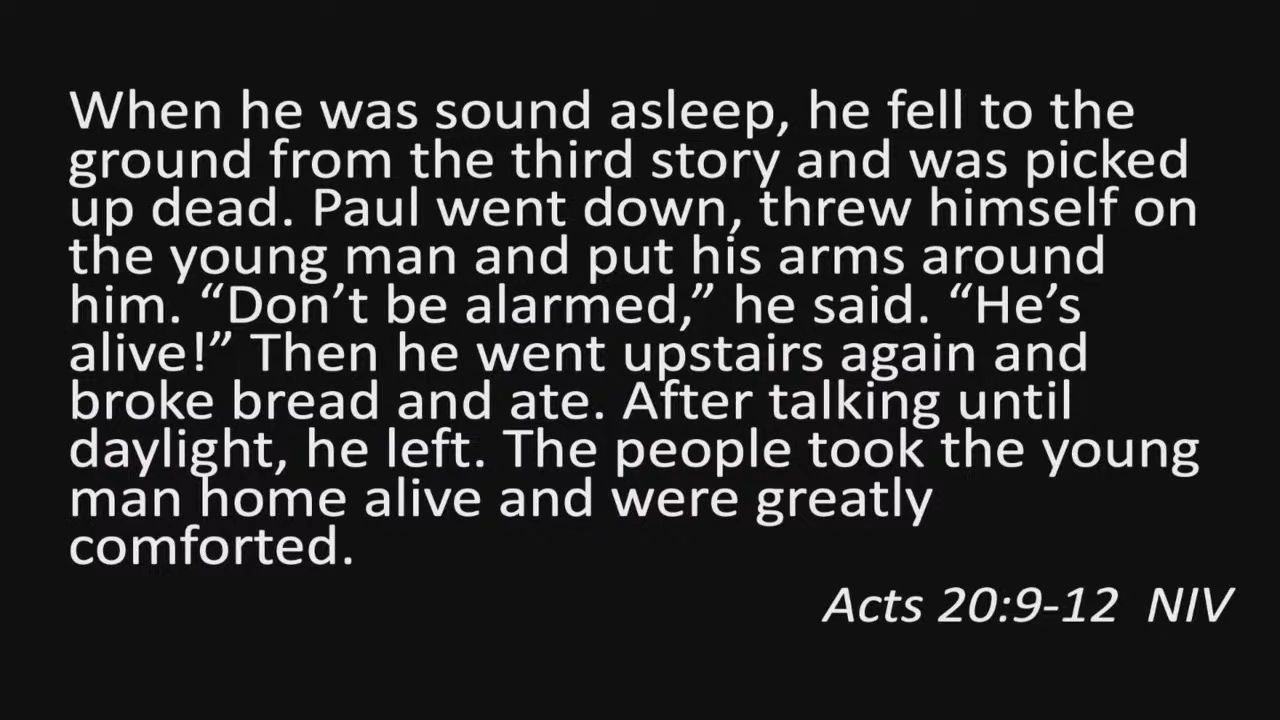 When he was sound asleep, he fell to the
ground from the third story and was picked
up dead. Paul went down, threw himself on
the young man and put his arms around
him. “Don’t be alarmed,” he said. “He’s
alive!” Then he went upstairs again and
broke bread and ate. After talking until
daylight, he left. The people took the young
man home alive and were greatly
comforted.
Acts 20:9-12 NIV